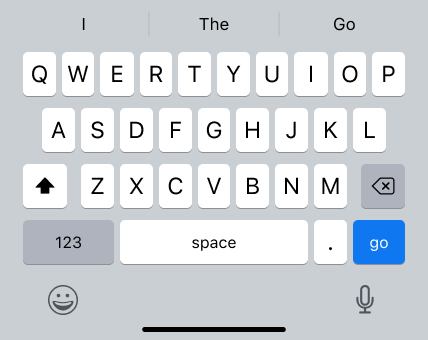 I The Go
Q W E R T Y U I O P
A S D F G H J K L
Z X C V B N M
123 space . go